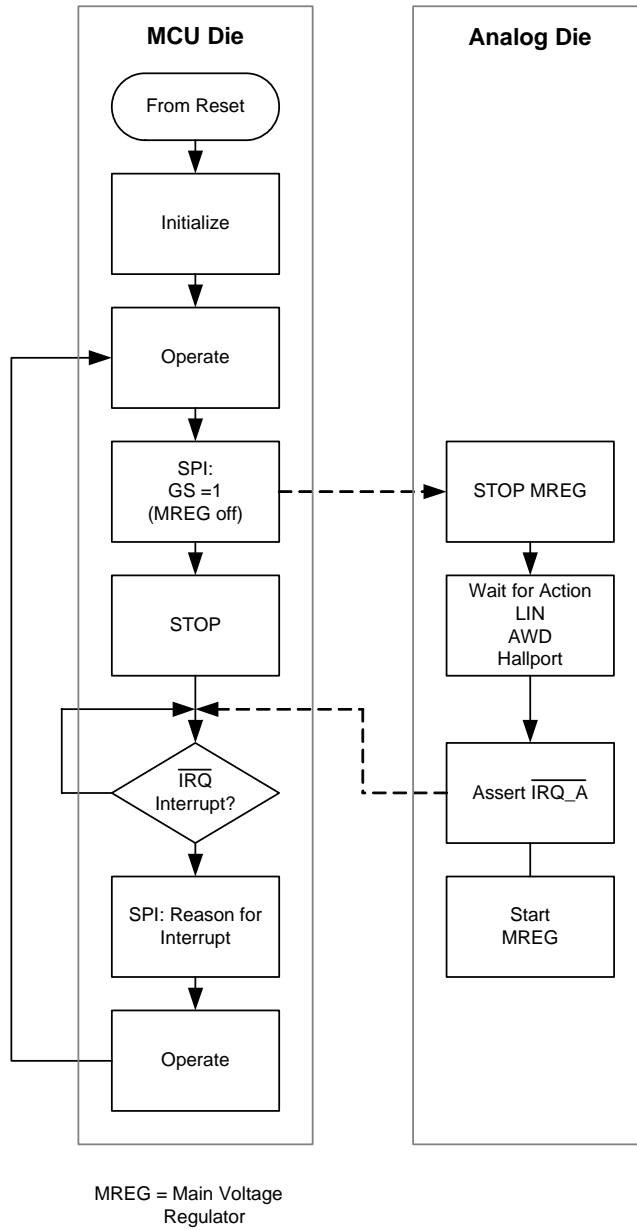 MCU Die
From Reset
Initialize
Operate
SPI:
GS =1
(MREG off)
STOP
IRQ
Interrupt?
SPI: Reason for
Interrupt
Operate
Analog Die
STOP MREG
Wait for Action
LIN
AWD
Hallport
Assert IRQ_A
Start
MREG
MREG = Main Voltage
Regulator